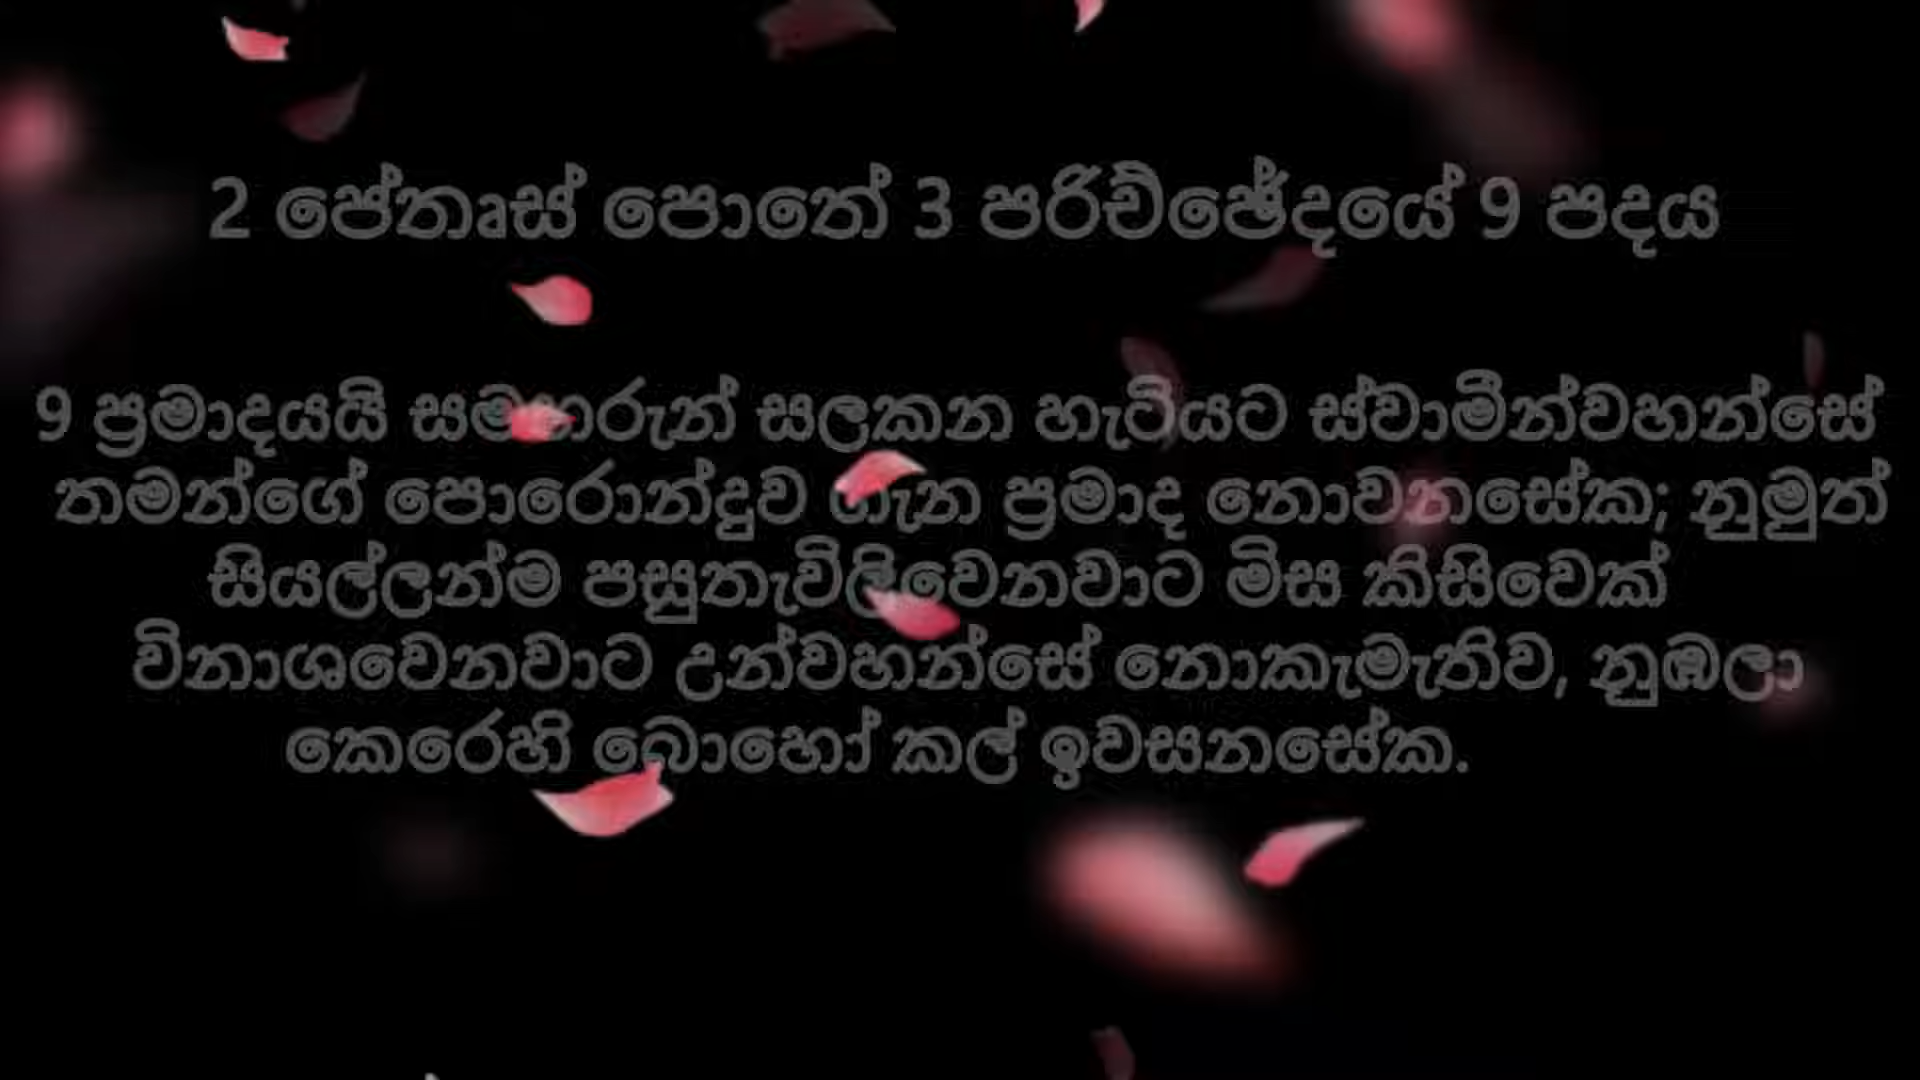 2 පේතෘස් පොතේ 3 පරිච්ඡේදයේ 9 පදය
9 ප්‍රමාදයයි සමහරුන් සලකන හැටියට ස්වාමීන්වහන්සේ
තමන්ගේ පොරොන්දුව ගැන ප්‍රමාද නොවනසේක; නුමුත්
සියල්ලන්ම පසුතැවිලිවෙනවාට මිස කිසිවෙක්
විනාශවෙනවාට උන්වහන්සේ නොකැමැතිව, නුඹලා
කෙරෙහි බොහෝ කල් ඉවසනසේක.